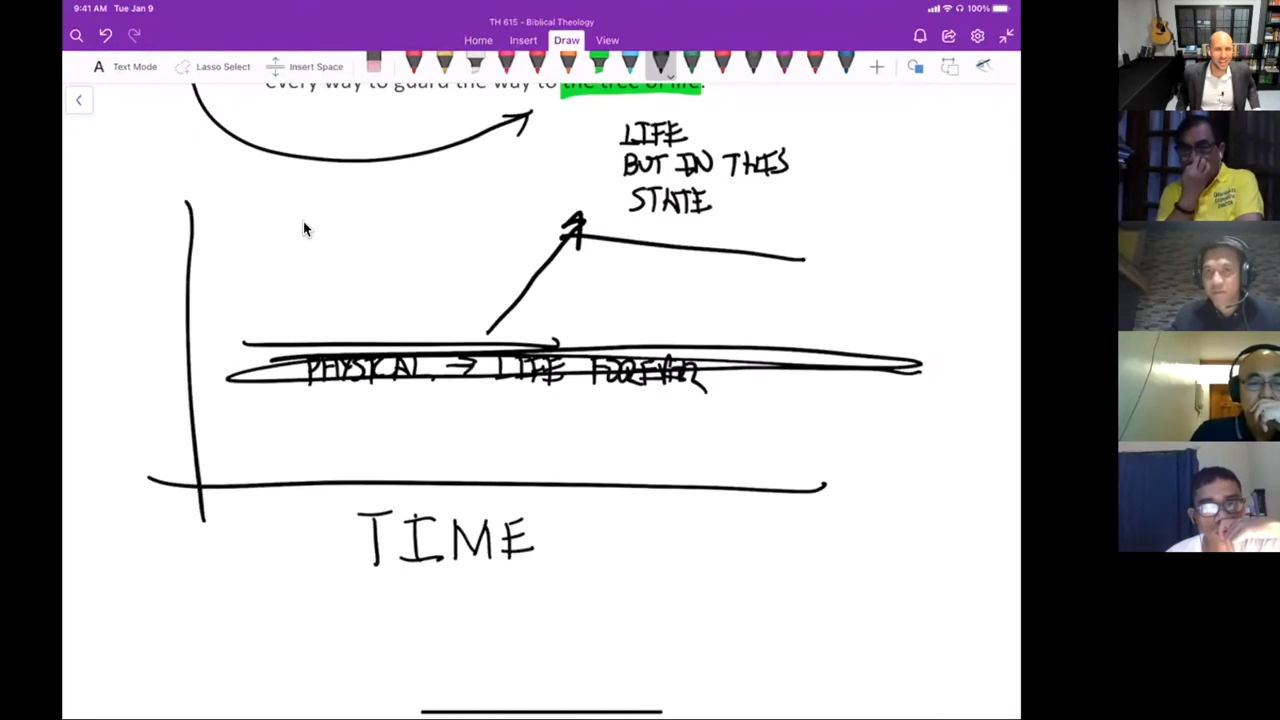 9:41 AM Tue Jan 9
100%
TH 615 - Biblical Theology
Home Insert Draw View
Text Mode Lasso Select Insert Space
every way to guard the way to the tree of life.
LIFE
BUT IN THIS
STATE
PHYSICAL → LIFE FOREVER
TIME